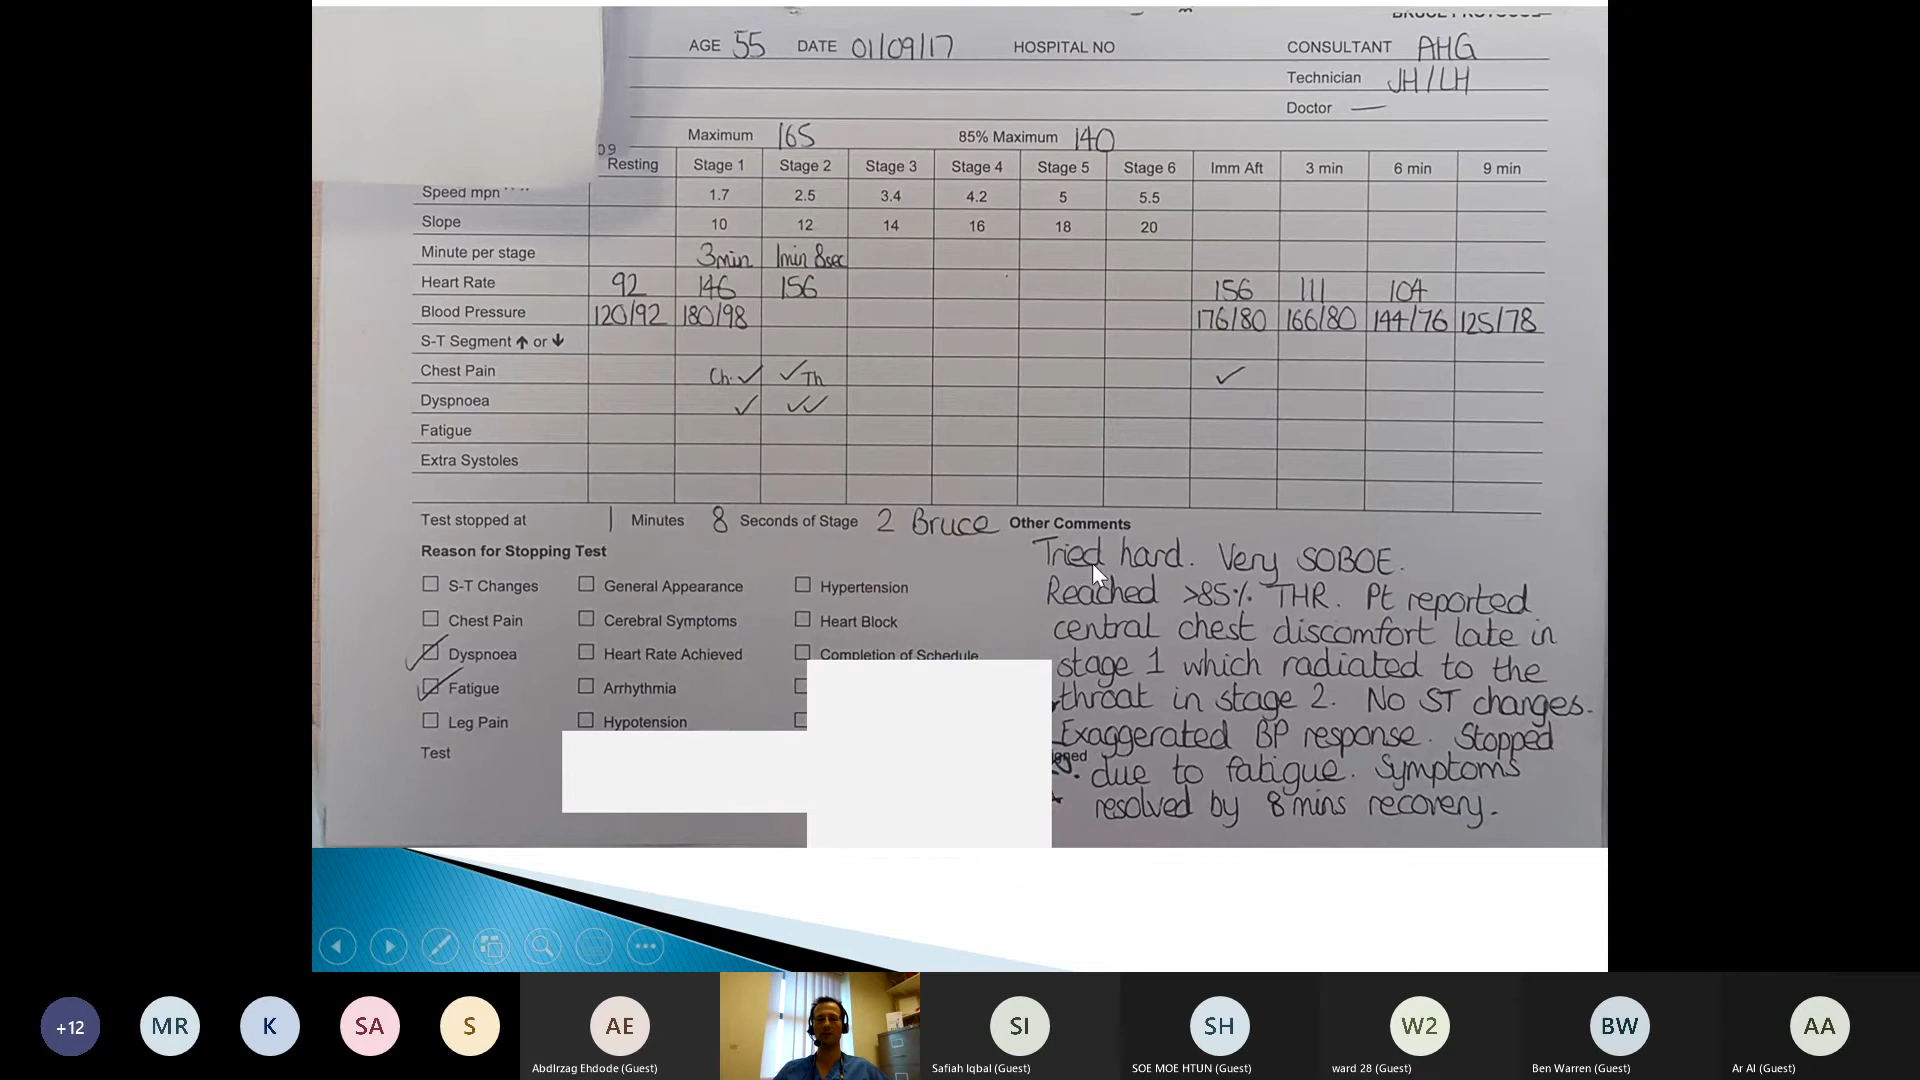 AGE 55 DATE 01/09/17 HOSPITAL NO CONSULTANT AHG
Technician JH/LH
Doctor —
Maximum 165 85% Maximum 140
09
Resting Stage 1 Stage 2 Stage 3 Stage 4 Stage 5 Stage 6 Imm Aft 3 min 6 min 9 min
Speed mph 1.7 2.5 3.4 4.2 5 5.5
Slope 10 12 14 16 18 20
Minute per stage 3min 1min 8sec
Heart Rate 92 146 156 156 111 104
Blood Pressure 120/92 180/98 176/80 166/80 144/76 125/78
S-T Segment ↑ or ↓
Chest Pain Ch. ✓ ✓ Th ✓
Dyspnoea ✓ ✓✓
Fatigue
Extra Systoles
Test stopped at 1 Minutes 8 Seconds of Stage 2 Bruce Other Comments
Reason for Stopping Test
S-T Changes General Appearance Hypertension
Chest Pain Cerebral Symptoms Heart Block
Dyspnoea Heart Rate Achieved Completion of Schedule
Fatigue Arrhythmia
Leg Pain Hypotension
Test
Tried hard. Very SOBOE.
Reached >85% THR. Pt reported
central chest discomfort late in
stage 1 which radiated to the
throat in stage 2. No ST changes.
Exaggerated BP response. Stopped
due to fatigue. Symptoms
resolved by 8 mins recovery.
+12 MR K SA S AE SI SH W2 BW AA
Abdlrzag Ehdode (Guest) Safiah Iqbal (Guest) SOE MOE HTUN (Guest) ward 28 (Guest) Ben Warren (Guest) Ar Al (Guest)